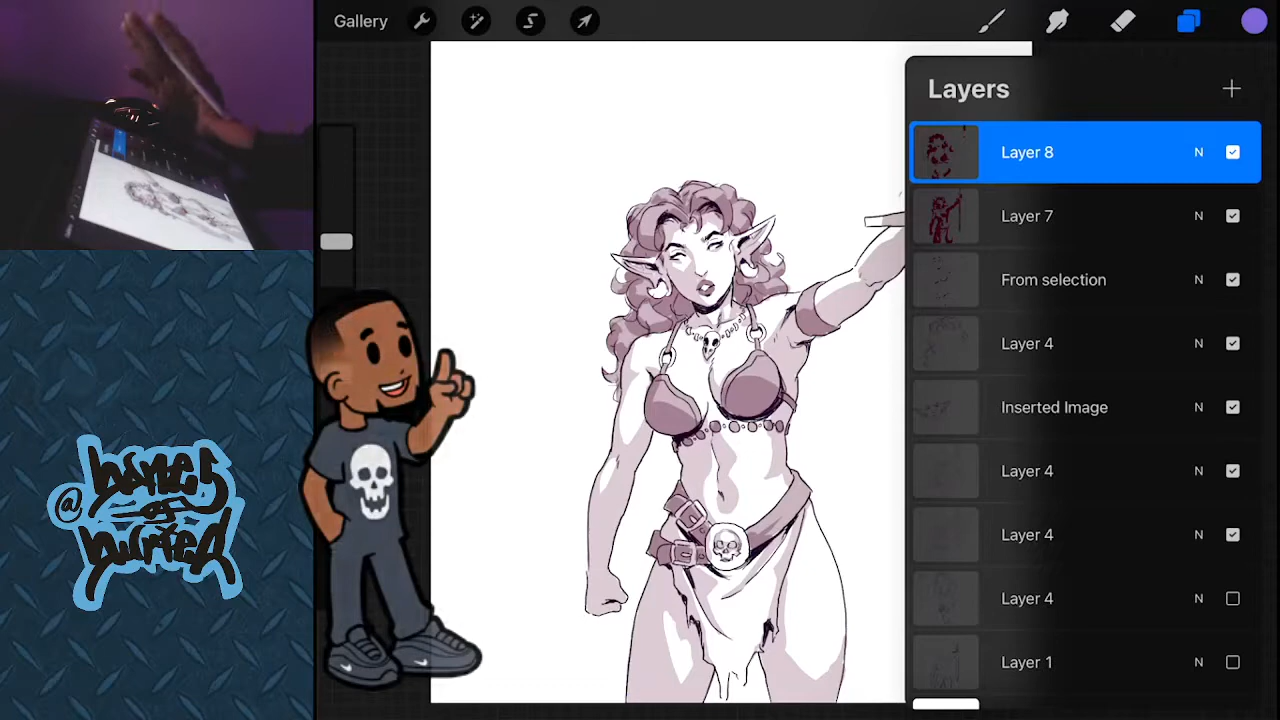 Gallery
Layers
Layer 8 N
Layer 7 N
From selection N
Layer 4 N
Inserted Image N
Layer 4 N
Layer 4 N
Layer 4 N
Layer 1 N
@bones
of
buried